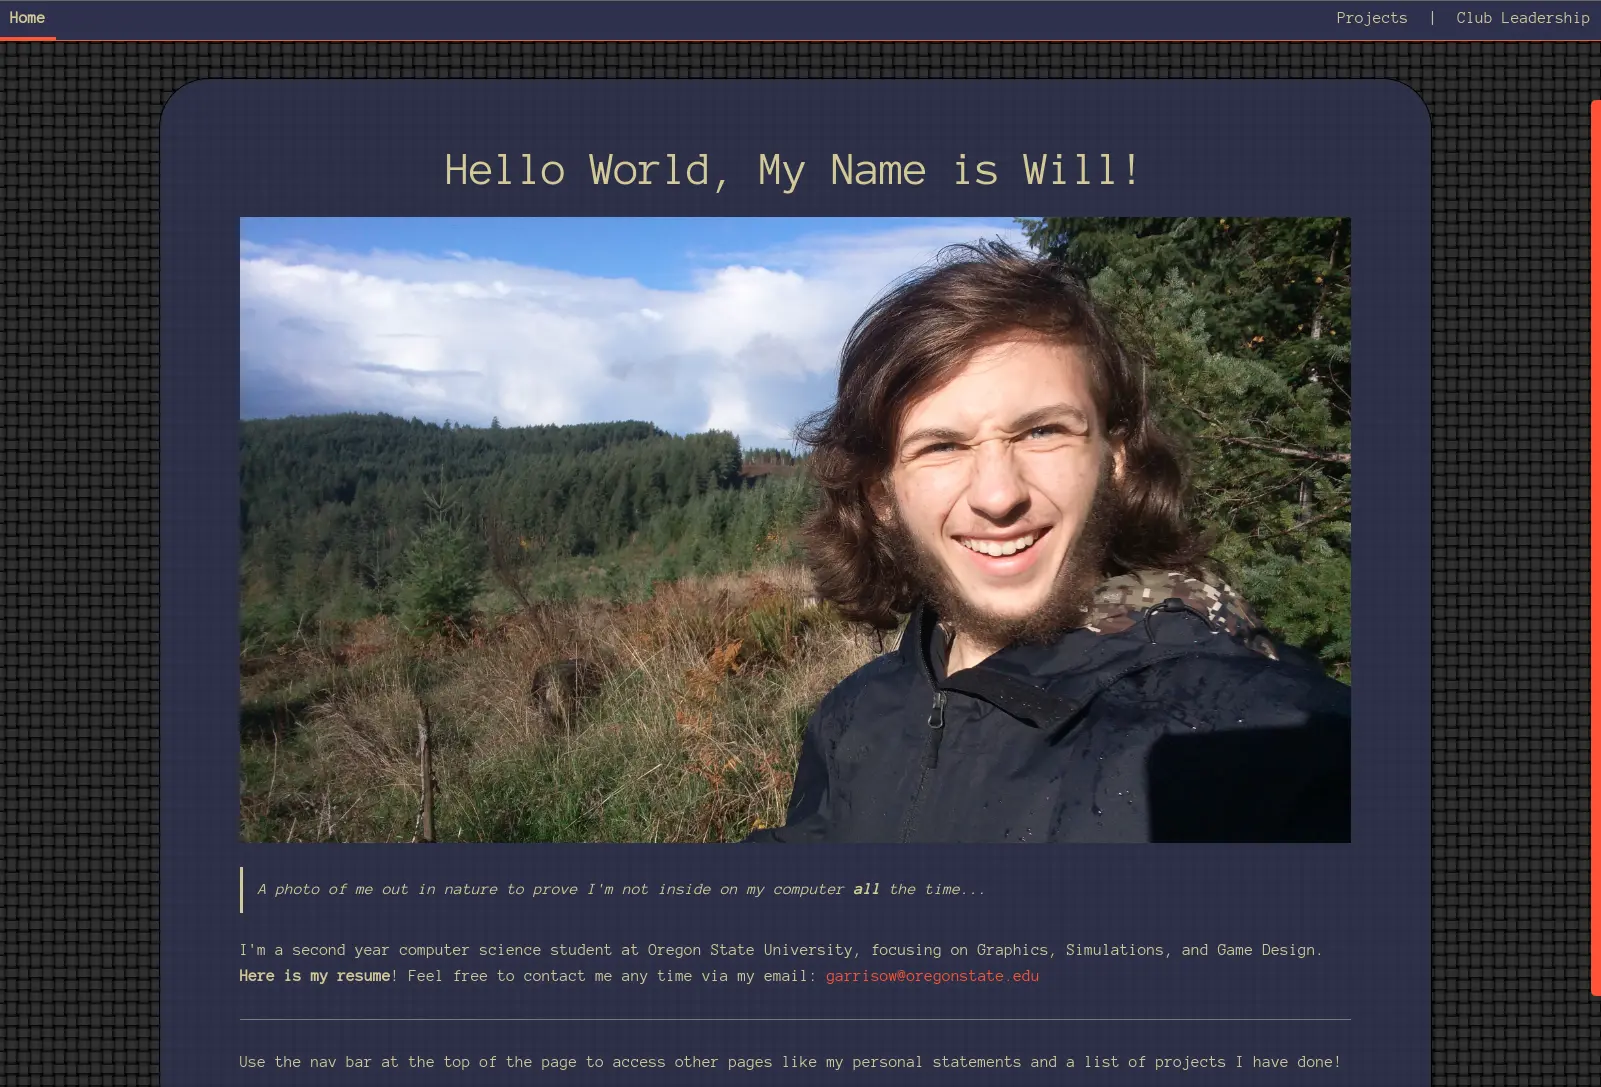 Home
Projects | Club Leadership
Hello World, My Name is Will!
A photo of me out in nature to prove I'm not inside on my computer all the time...
I'm a second year computer science student at Oregon State University, focusing on Graphics, Simulations, and Game Design.
Here is my resume! Feel free to contact me any time via my email: garrisow@oregonstate.edu
Use the nav bar at the top of the page to access other pages like my personal statements and a list of projects I have done!